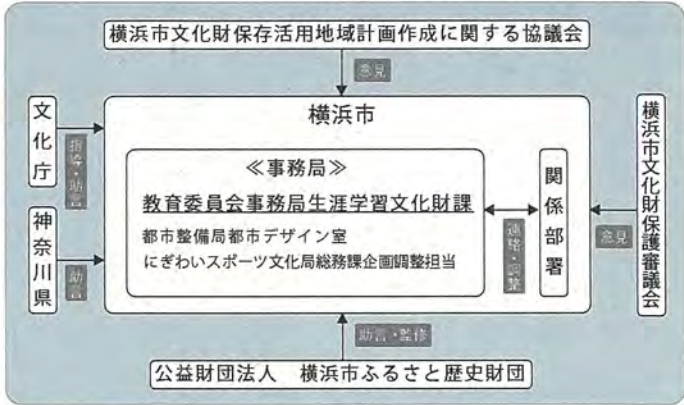 横浜市文化財保存活用地域計画作成に関する協議会
意見
文化庁
指導・助言
神奈川県
助言
横浜市
≪事務局≫
教育委員会事務局生涯学習文化財課
都市整備局都市デザイン室
にぎわいスポーツ文化局総務課企画調整担当
連絡・調整
関係部署
意見
横浜市文化財保護審議会
助言・監修
公益財団法人　横浜市ふるさと歴史財団